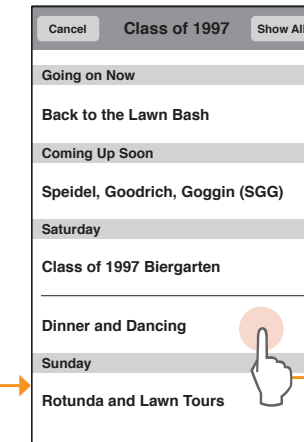 Cancel Class of 1997 Show All
Going on Now
Back to the Lawn Bash
Coming Up Soon
Speidel, Goodrich, Goggin (SGG)
Saturday
Class of 1997 Biergarten
Dinner and Dancing
Sunday
Rotunda and Lawn Tours